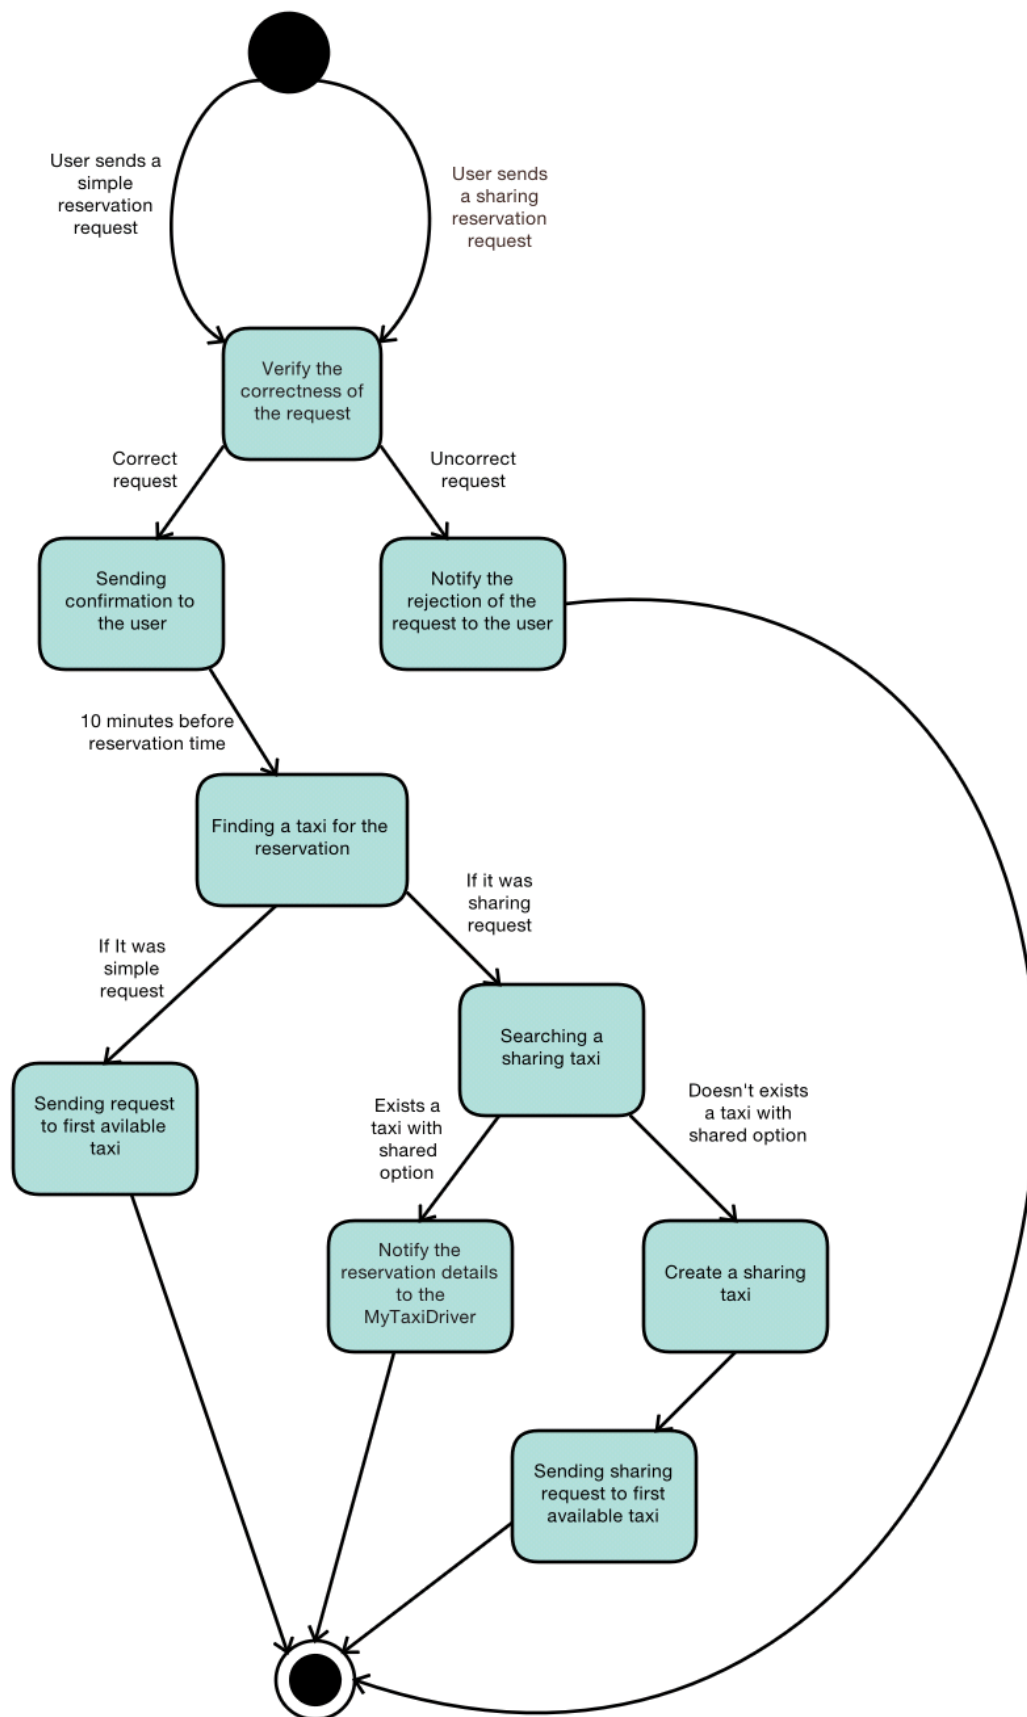 User sends a
simple
reservation
request
User sends
a sharing
reservation
request
Verify the
correctness of
the request
Correct
request
Uncorrect
request
Sending
confirmation to
the user
Notify the
rejection of the
request to the user
10 minutes before
reservation time
Finding a taxi for the
reservation
If it was
sharing
request
If It was
simple
request
Searching a
sharing taxi
Sending request
to first avilable
taxi
Exists a
taxi with
shared
option
Doesn't exists
a taxi with
shared option
Notify the
reservation details
to the
MyTaxiDriver
Create a sharing
taxi
Sending sharing
request to first
available taxi